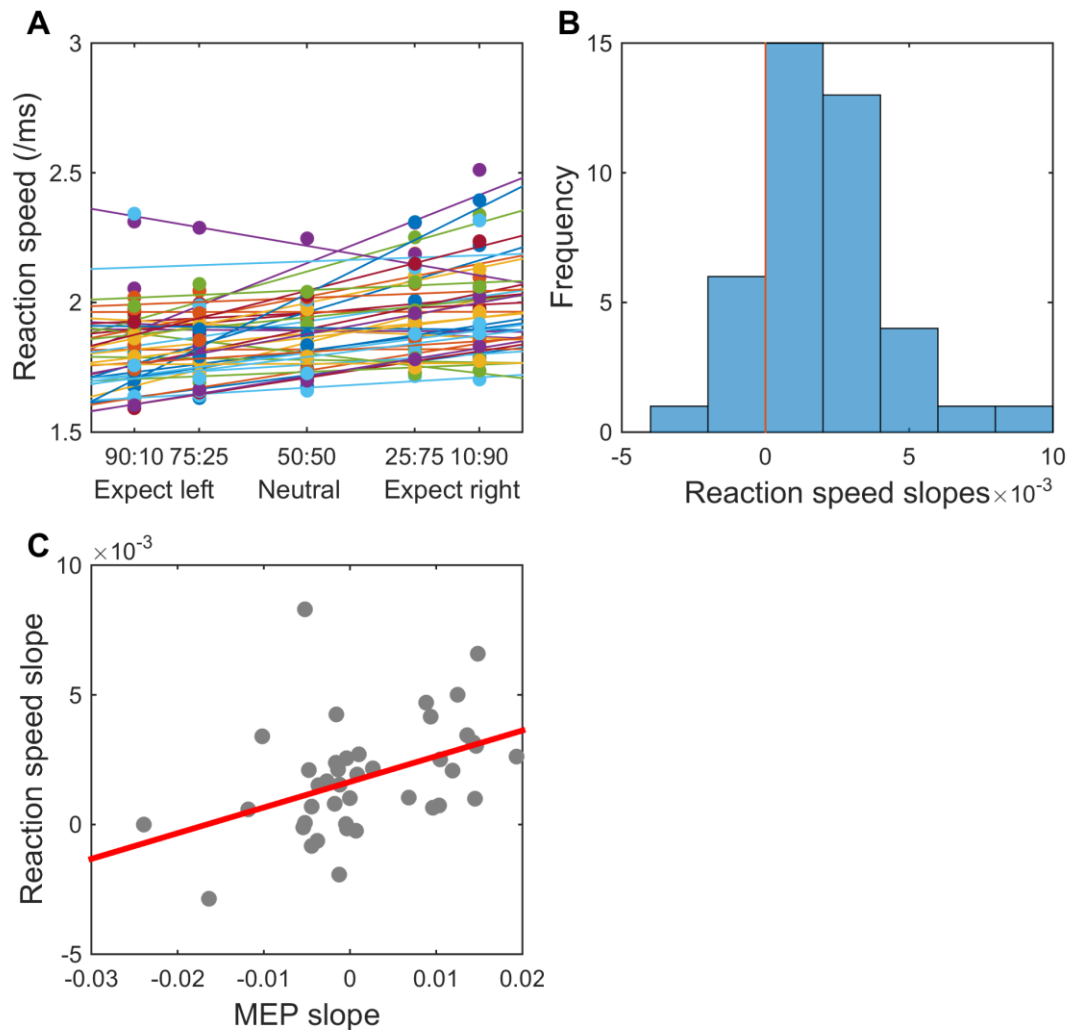 A
B
3
2.5
2
1.5
Reaction speed (/ms)
90:10 75:25 50:50 25:75 10:90
Expect left Neutral Expect right
15
10
5
0
Frequency
-5 0 5 10
Reaction speed slopes ×10⁻³
C
×10⁻³
10
5
0
-5
Reaction speed slope
-0.03 -0.02 -0.01 0 0.01 0.02
MEP slope